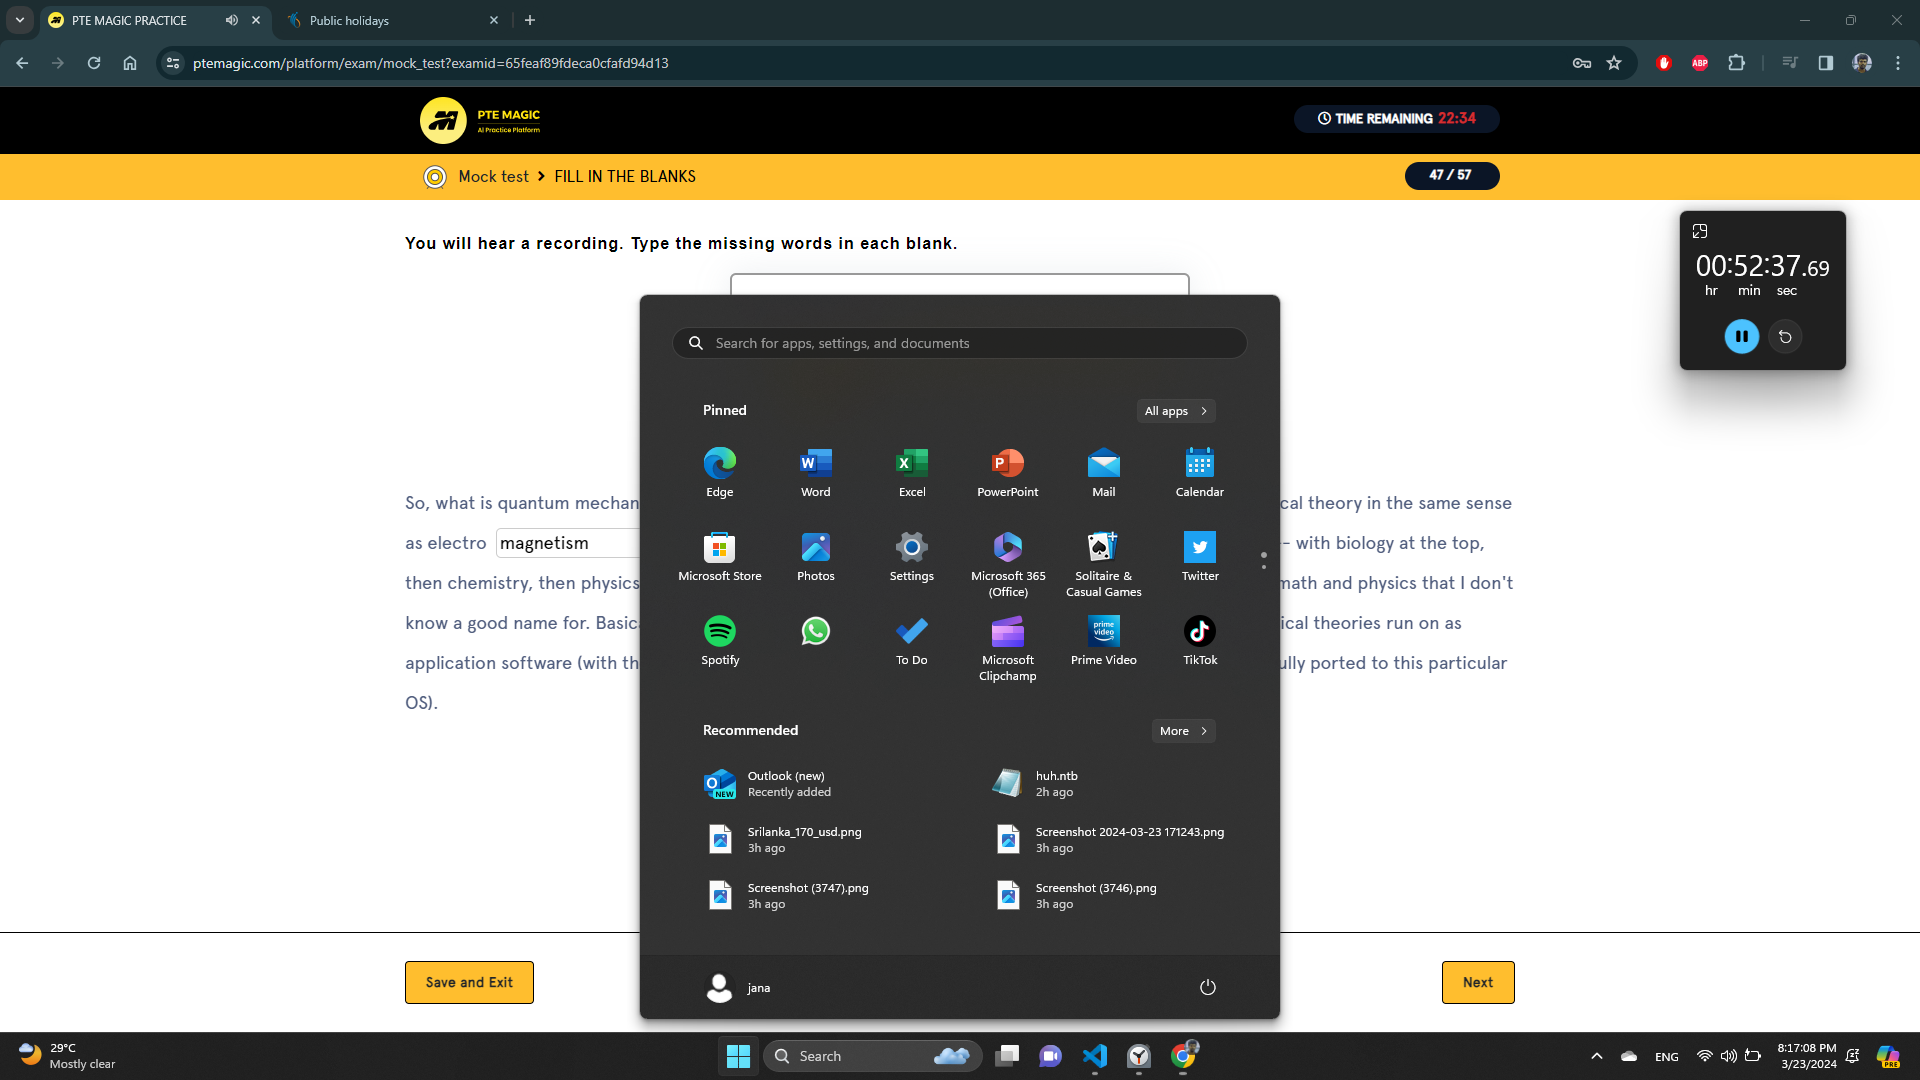 PTE MAGIC PRACTICE
Public holidays
ptemagic.com/platform/exam/mock_test?examid=65feaf89fdeca0cfafd94d13
ABP
PTE MAGIC
AI Practice Platform
TIME REMAINING 22:34
Mock test > FILL IN THE BLANKS
47 / 57
You will hear a recording. Type the missing words in each blank.
00:52:37.69
hr min sec
Search for apps, settings, and documents
Pinned
All apps >
Edge
Word
Excel
PowerPoint
Mail
Calendar
So, what is quantum mechan
cal theory in the same sense
as electro magnetism
- with biology at the top,
Microsoft Store
Photos
Settings
Microsoft 365
(Office)
Solitaire &
Casual Games
Twitter
then chemistry, then physics
math and physics that I don't
know a good name for. Basica
ical theories run on as
prime video
Spotify
To Do
Microsoft
Clipchamp
Prime Video
TikTok
application software (with th
ully ported to this particular
OS).
Recommended
More >
NEW
Outlook (new)
Recently added
huh.ntb
2h ago
Srilanka_170_usd.png
3h ago
Screenshot 2024-03-23 171243.png
3h ago
Screenshot (3747).png
3h ago
Screenshot (3746).png
3h ago
Save and Exit
jana
Next
29°C
Mostly clear
Search
ENG
8:17:08 PM
3/23/2024
PRE